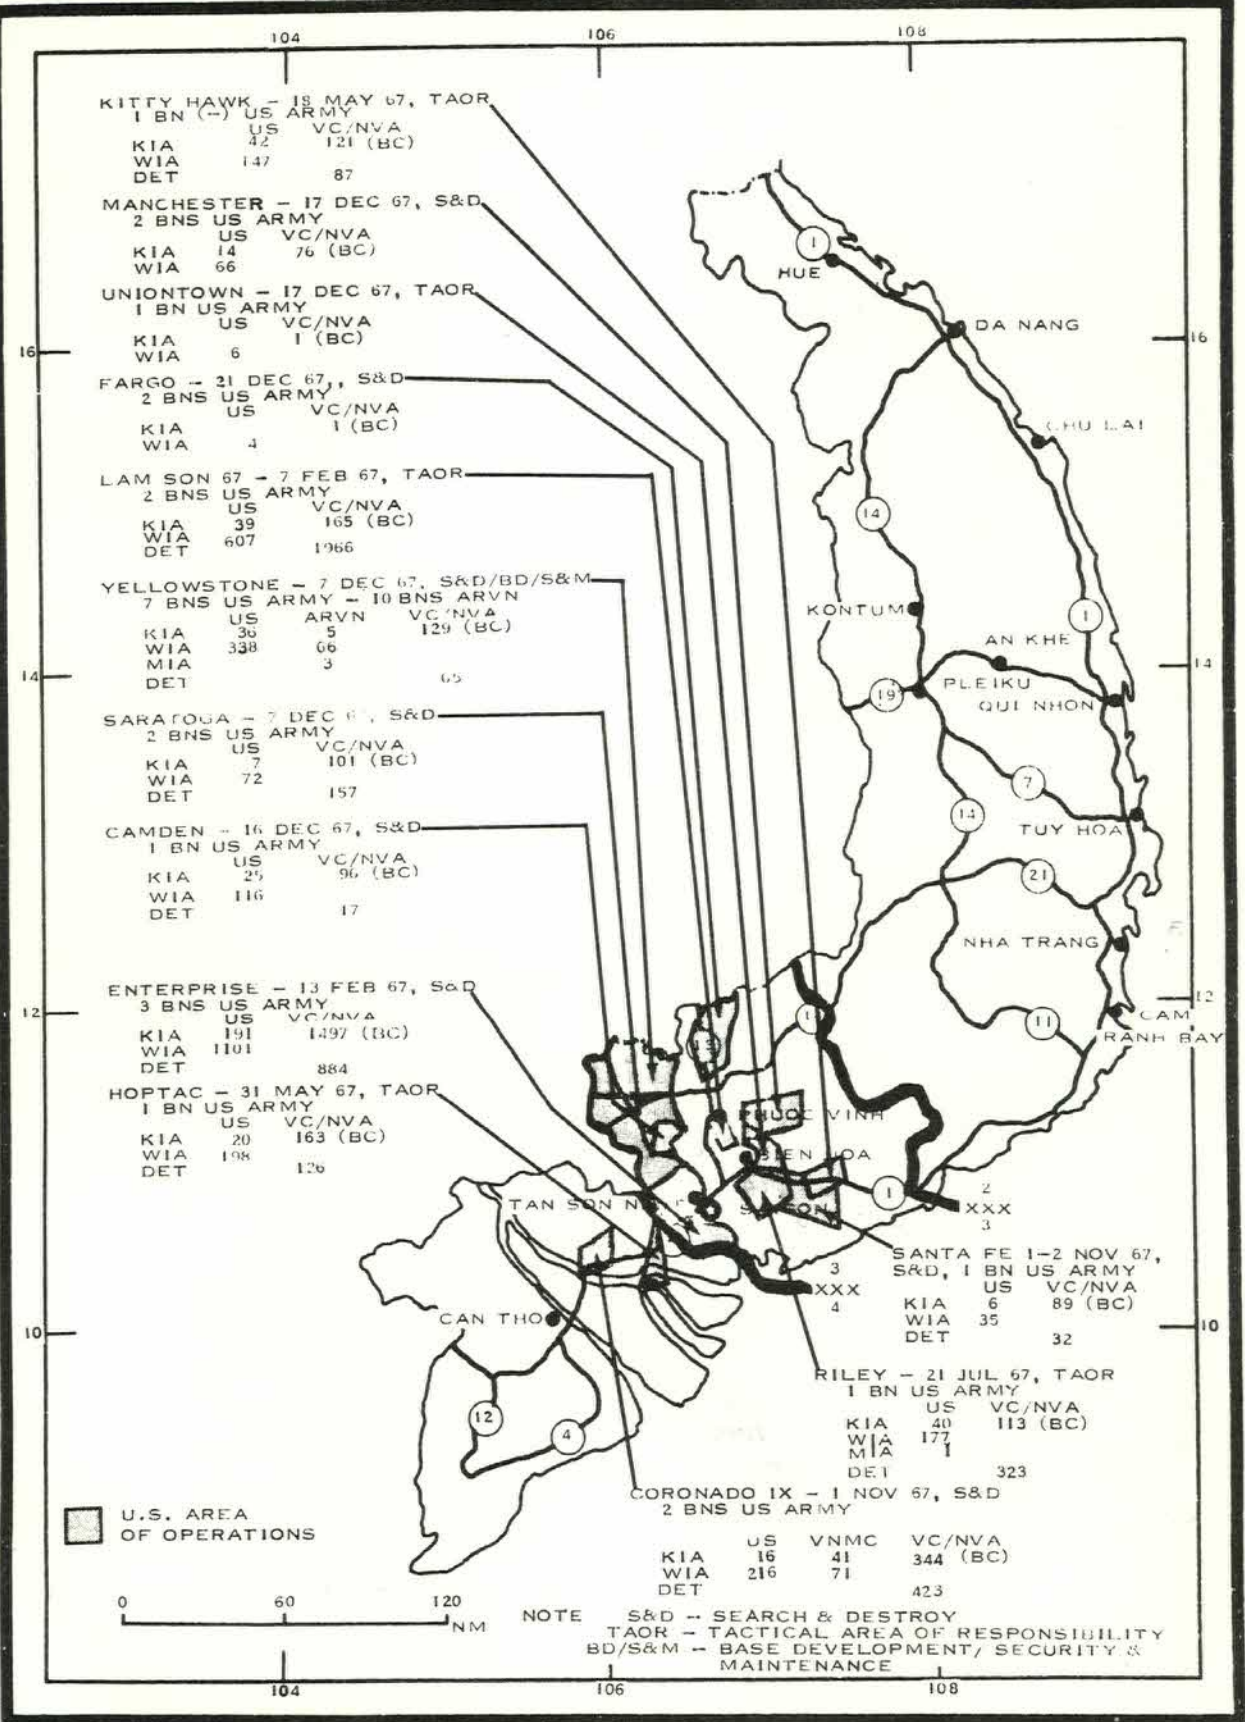 104 106 108
KITTY HAWK - 18 MAY 67, TAOR
1 BN (-) US ARMY
US VC/NVA
KIA 42 121 (BC)
WIA 147
DET 87
MANCHESTER - 17 DEC 67, S&D
2 BNS US ARMY
US VC/NVA
KIA 14 76 (BC)
WIA 66
UNIONTOWN - 17 DEC 67, TAOR
1 BN US ARMY
US VC/NVA
KIA 1 (BC)
WIA 6
FARGO - 21 DEC 67,, S&D
2 BNS US ARMY
US VC/NVA
KIA 1 (BC)
WIA 4
LAM SON 67 - 7 FEB 67, TAOR
2 BNS US ARMY
US VC/NVA
KIA 39 165 (BC)
WIA 607
DET 1966
YELLOWSTONE - 7 DEC 67, S&D/BD/S&M
7 BNS US ARMY - 10 BNS ARVN
US ARVN VC/NVA
KIA 36 5 129 (BC)
WIA 338 66
MIA 3
DET 65
SARATOGA - 7 DEC S&D
2 BNS US ARMY
US VC/NVA
KIA 7 101 (BC)
WIA 72
DET 157
CAMDEN - 16 DEC 67, S&D
1 BN US ARMY
US VC/NVA
KIA 25 96 (BC)
WIA 116
DET 17
ENTERPRISE - 13 FEB 67, S&D
3 BNS US ARMY
US VC/NVA
KIA 191 1497 (BC)
WIA 1101
DET 884
HOPTAC - 31 MAY 67, TAOR
1 BN US ARMY
US VC/NVA
KIA 20 163 (BC)
WIA 198
DET 126
1
HUE
DA NANG
16 16
CHU LAI
14
KONTUM
1
AN KHE
14 14
19
PLEIKU
QUI NHON
7
14
TUY HOA
21
NHA TRANG
12 12
13
11
CAM
RANH BAY
PHUOC VINH
BIEN HOA
TAN SON
1
2
XXX
3
3
XXX
4
SANTA FE 1-2 NOV 67,
S&D, 1 BN US ARMY
US VC/NVA
KIA 6 89 (BC)
WIA 35
DET 32
CAN THO
10 10
RILEY - 21 JUL 67, TAOR
1 BN US ARMY
US VC/NVA
KIA 40 113 (BC)
WIA 177
MIA 1
DET 323
12
4
CORONADO IX - 1 NOV 67, S&D
2 BNS US ARMY
US VNMC VC/NVA
KIA 16 41 344 (BC)
WIA 216 71
DET 423
U.S. AREA
OF OPERATIONS
0 60 120
NM
NOTE S&D -- SEARCH & DESTROY
TAOR - TACTICAL AREA OF RESPONSIBILITY
BD/S&M -- BASE DEVELOPMENT/ SECURITY &
MAINTENANCE
104 106 108